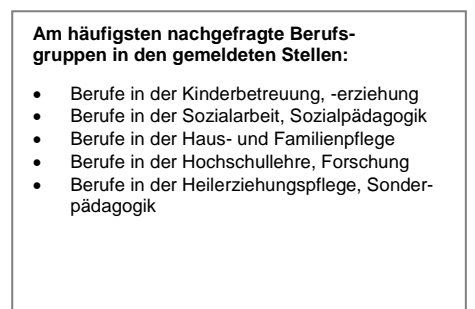 Am häufigsten nachgefragte Berufs-
gruppen in den gemeldeten Stellen:
• Berufe in der Kinderbetreuung, -erziehung
• Berufe in der Sozialarbeit, Sozialpädagogik
• Berufe in der Haus- und Familienpflege
• Berufe in der Hochschullehre, Forschung
• Berufe in der Heilerziehungspflege, Sonder-
pädagogik